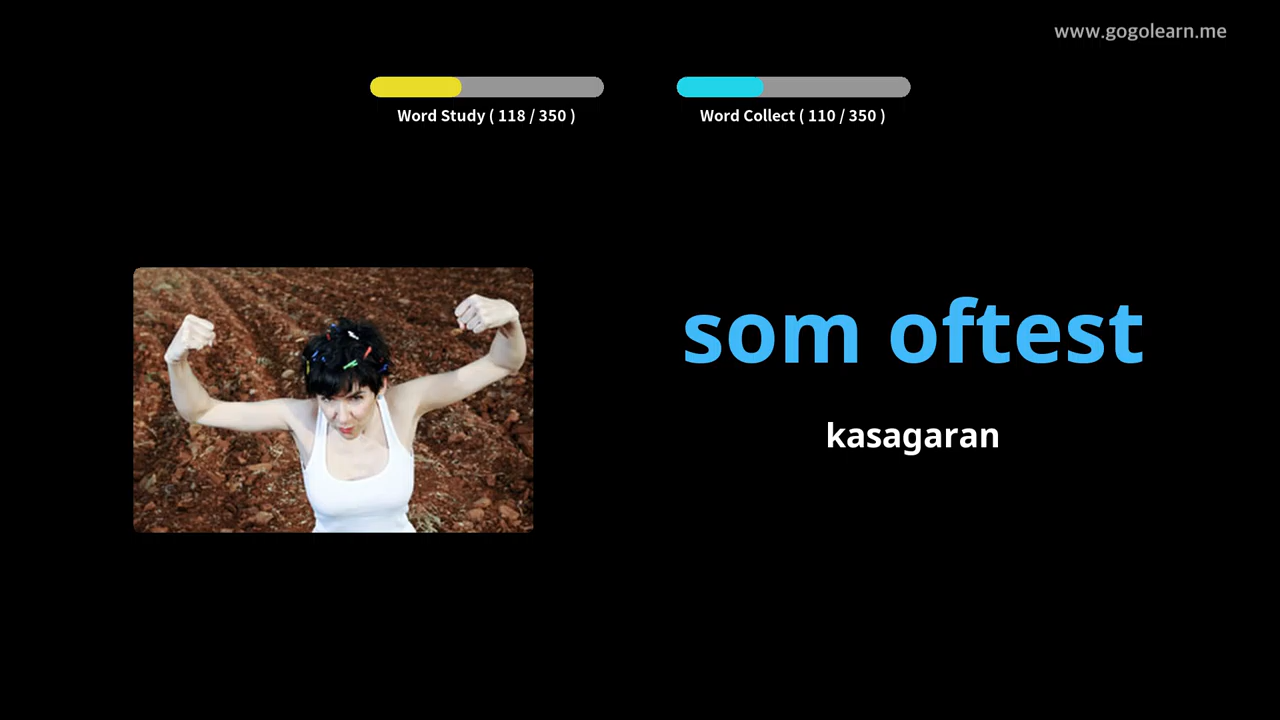 www.gogolearn.me
Word Study ( 118 / 350 )
Word Collect ( 110 / 350 )
som oftest
kasagaran